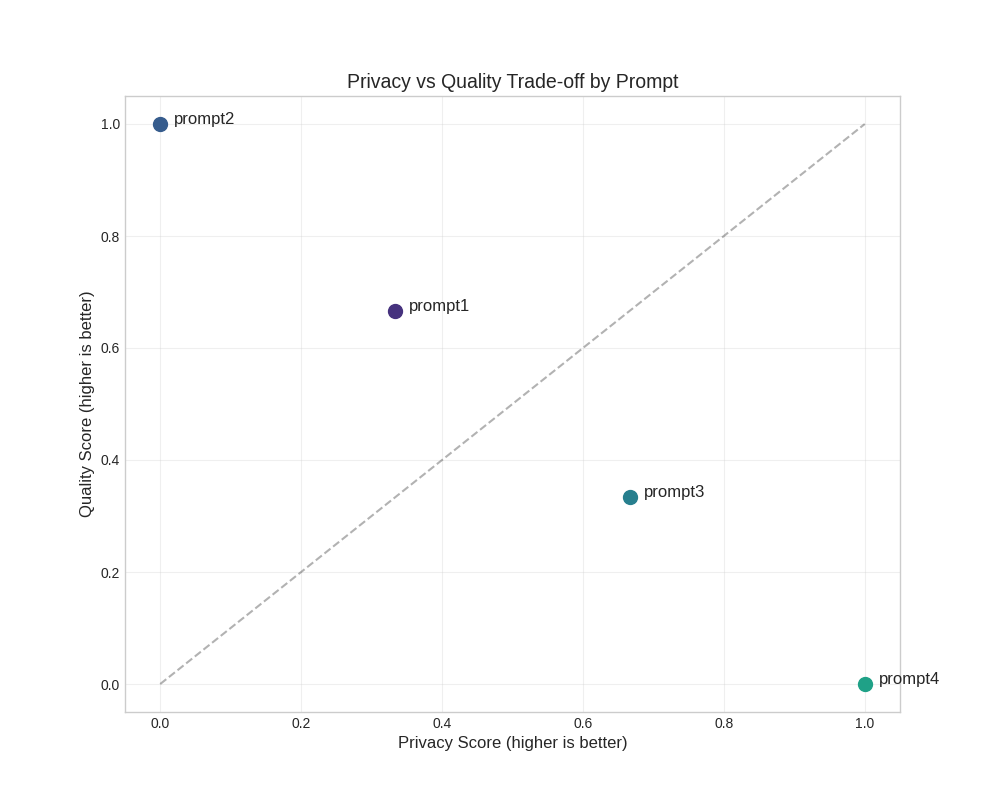 Privacy vs Quality Trade-off by Prompt
1.0
0.8
0.6
0.4
0.2
0.0
Quality Score (higher is better)
prompt2
prompt1
prompt3
prompt4
0.0 0.2 0.4 0.6 0.8 1.0
Privacy Score (higher is better)